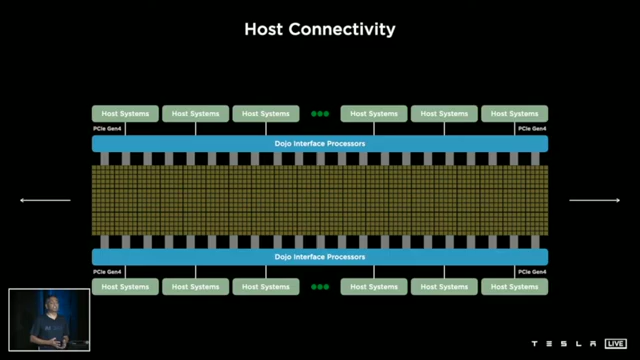 Host Connectivity
Host Systems Host Systems Host Systems Host Systems Host Systems Host Systems
PCIe Gen4 PCIe Gen4
Dojo Interface Processors
Dojo Interface Processors
PCIe Gen4 PCIe Gen4
Host Systems Host Systems Host Systems Host Systems Host Systems Host Systems
TESLA LIVE